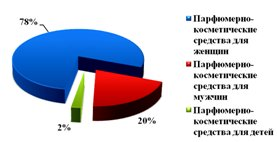 78%
20%
2%
Парфюмерно-
косметические
средства для
женщин
Парфюмерно-
косметические
средства для
мужчин
Парфюмерно-
косметические
средства для детей